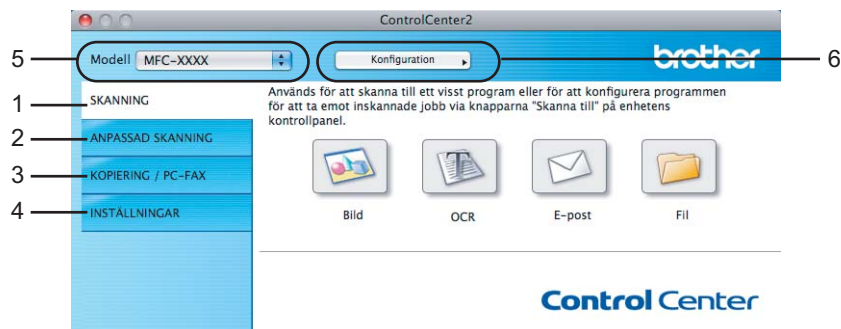 ControlCenter2
5
Modell MFC-XXXX
Konfiguration
brother
6
1
SKANNING
2
ANPASSAD SKANNING
3
KOPIERING / PC-FAX
4
INSTÄLLNINGAR
Används för att skanna till ett visst program eller för att konfigurera programmen
för att ta emot inskannade jobb via knapparna "Skanna till" på enhetens
kontrollpanel.
Bild
OCR
E-post
Fil
Control Center